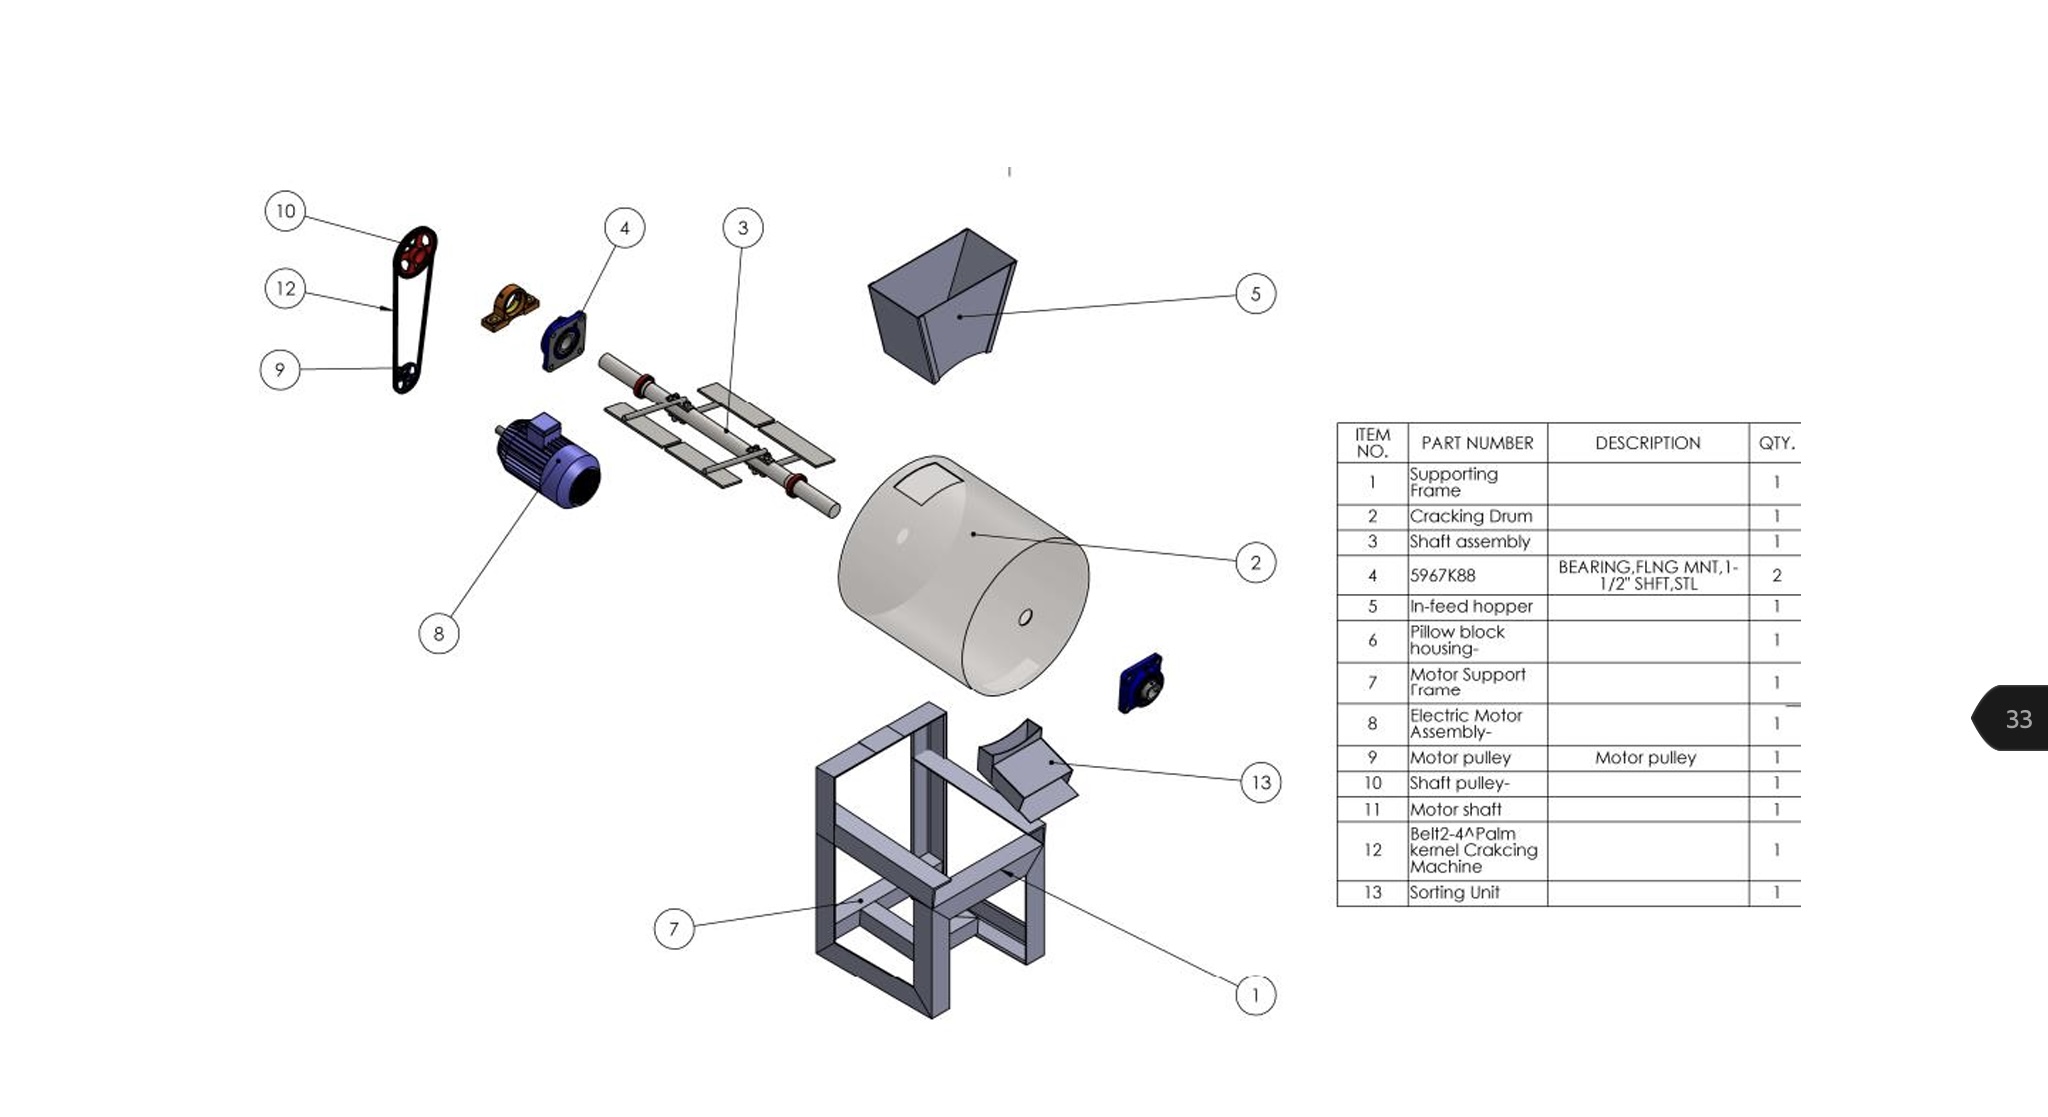 10
12
9
4
3
5
8
2
13
7
1
ITEM NO. PART NUMBER DESCRIPTION QTY.
1 Supporting Frame 1
2 Cracking Drum 1
3 Shaft assembly 1
4 5967K88 BEARING,FLNG MNT,1-1/2" SHFT,STL 2
5 In-feed hopper 1
6 Pillow block housing- 1
7 Motor Support Frame 1
8 Electric Motor Assembly- 1
9 Motor pulley Motor pulley 1
10 Shaft pulley- 1
11 Motor shaft 1
12 Belt2-4^Palm kernel Crakcing Machine 1
13 Sorting Unit 1
33